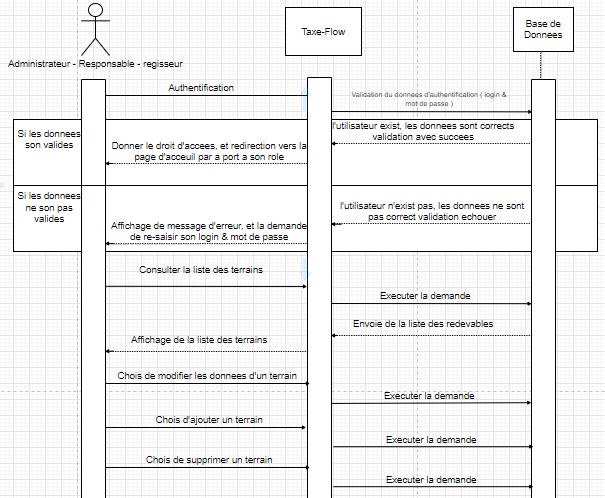 Taxe-Flow
Base de
Donnees
Administrateur - Responsable - regisseur
Authentification
Validation du donnees d'authentification ( login &
mot de passe )
Si les donnees
son valides
l'utilisateur exist, les donnees sont corrects
validation avec succees
Donner le droit d'accees, et redirection vers la
page d'acceuil par a port a son role
Si les donnees
ne son pas
valides
l'utilisateur n'exist pas, les donnees ne sont
pas correct validation echouer
Affichage de message d'erreur, et la demande
de re-saisir son login & mot de passe
Consulter la liste des terrains
Executer la demande
Envoie de la liste des redevables
Affichage de la liste des terrains
Chois de modifier les donnees d'un terrain
Executer la demande
Chois d'ajouter un terrain
Executer la demande
Chois de supprimer un terrain
Executer la demande